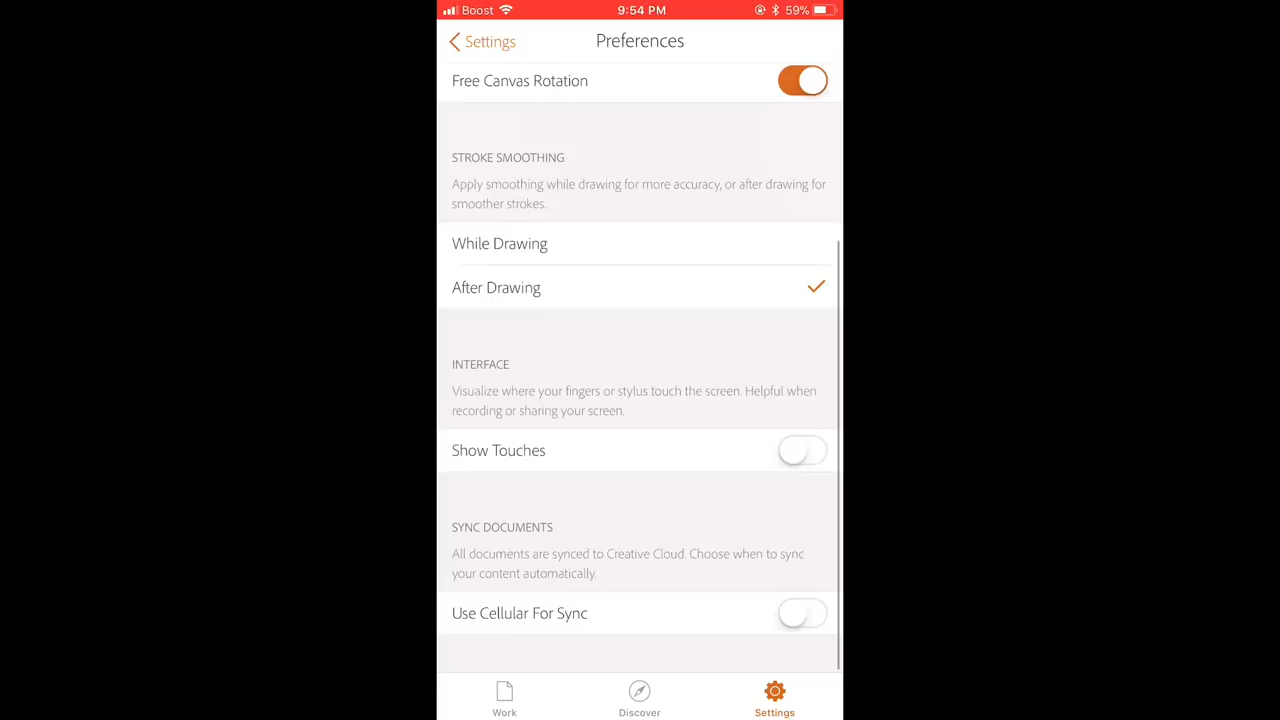 Boost 9:54 PM 59%
Settings Preferences
Free Canvas Rotation
STROKE SMOOTHING
Apply smoothing while drawing for more accuracy, or after drawing for
smoother strokes.
While Drawing
After Drawing
INTERFACE
Visualize where your fingers or stylus touch the screen. Helpful when
recording or sharing your screen.
Show Touches
SYNC DOCUMENTS
All documents are synced to Creative Cloud. Choose when to sync
your content automatically.
Use Cellular For Sync
Work Discover Settings